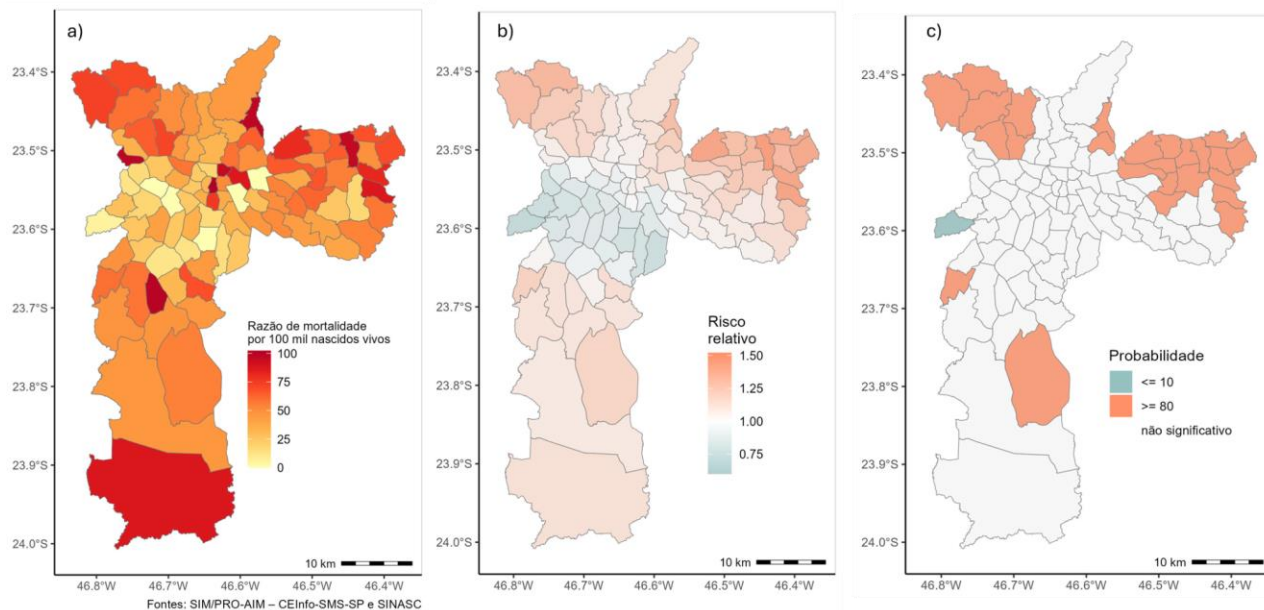 a)
23.4°S
23.5°S
23.6°S
23.7°S
23.8°S
23.9°S
24.0°S
Razão de mortalidade
por 100 mil nascidos vivos
100
75
50
25
0
10 km
46.8°W 46.7°W 46.6°W 46.5°W 46.4°W
Fontes: SIM/PRO-AIM – CEInfo-SMS-SP e SINASC
b)
23.4°S
23.5°S
23.6°S
23.7°S
23.8°S
23.9°S
24.0°S
Risco
relativo
1.50
1.25
1.00
0.75
10 km
46.8°W 46.7°W 46.6°W 46.5°W 46.4°W
c)
23.4°S
23.5°S
23.6°S
23.7°S
23.8°S
23.9°S
24.0°S
Probabilidade
<= 10
>= 80
não significativo
10 km
46.8°W 46.7°W 46.6°W 46.5°W 46.4°W